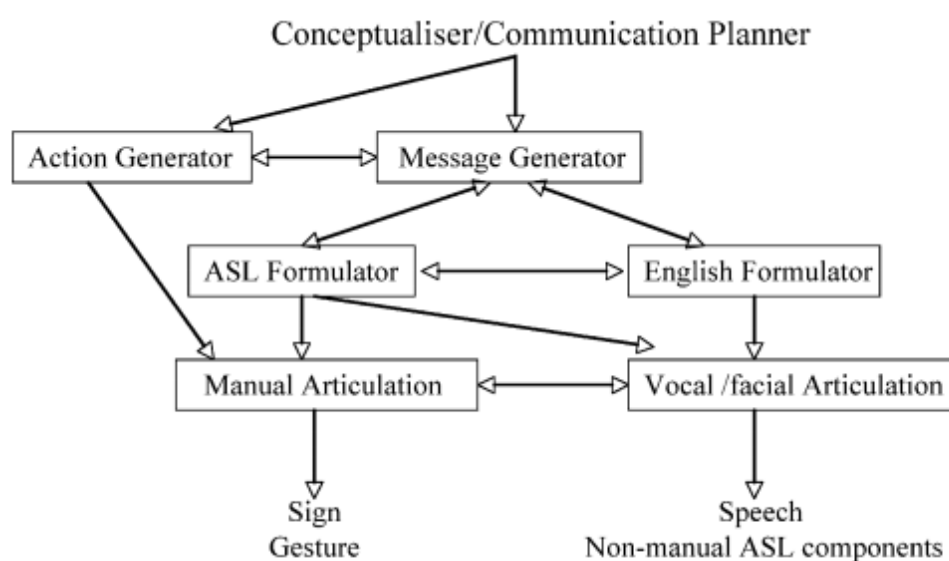 Conceptualiser/Communication Planner
Action Generator
Message Generator
ASL Formulator
English Formulator
Manual Articulation
Vocal /facial Articulation
Sign
Gesture
Speech
Non-manual ASL components